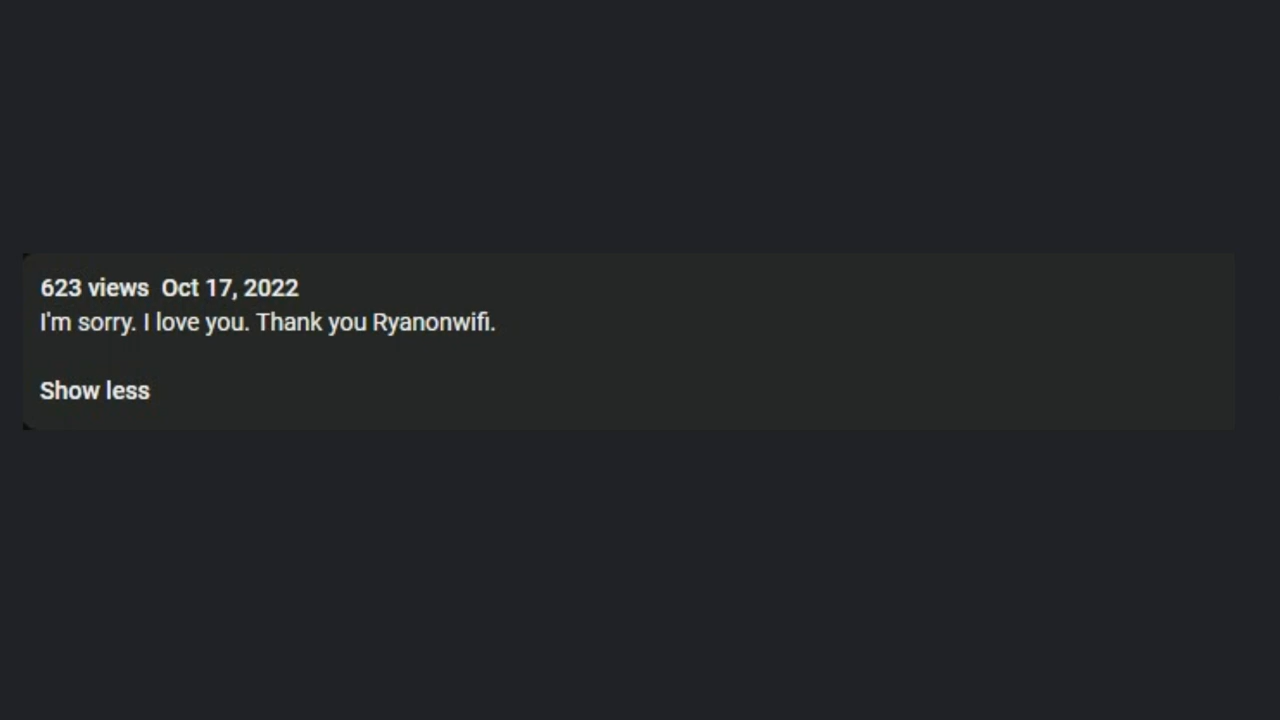 623 views  Oct 17, 2022
I'm sorry. I love you. Thank you Ryanonwifi.
Show less